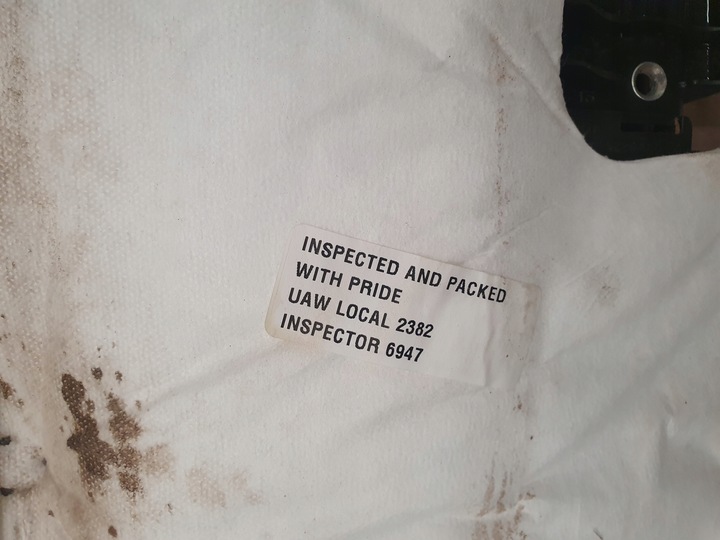 INSPECTED AND PACKED
WITH PRIDE
UAW LOCAL 2382
INSPECTOR 6947